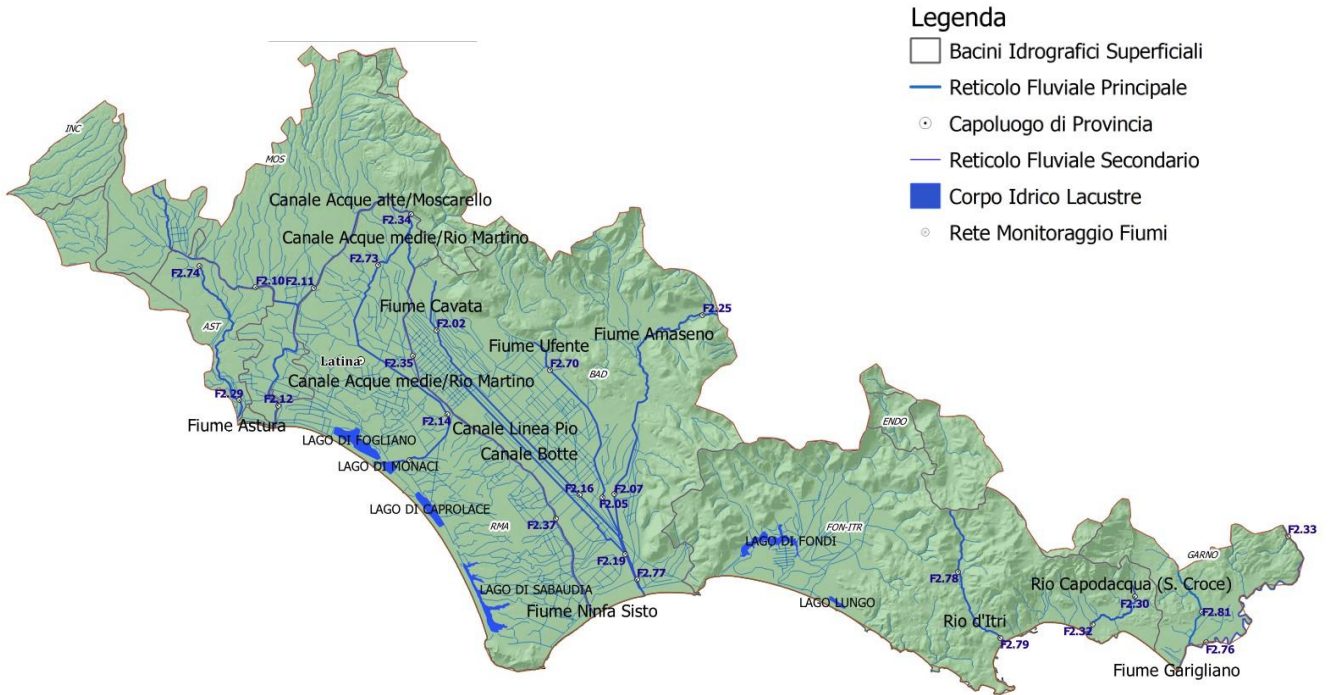 Legenda
Bacini Idrografici Superficiali
Reticolo Fluviale Principale
Capoluogo di Provincia
Reticolo Fluviale Secondario
Corpo Idrico Lacustre
Rete Monitoraggio Fiumi
INC
MOS
Canale Acque alte/Moscarello
F2.34
Canale Acque medie/Rio Martino
F2.73
F2.74
F2.10
F2.11
Fiume Cavata
F2.02
F2.25
AST
Fiume Amaseno
Fiume Ufente
Latina
F2.35
F2.70
BAD
Canale Acque medie/Rio Martino
F2.29
F2.12
F2.14
Fiume Astura
Canale Linea Pio
LAGO DI FOGLIANO
ENDO
Canale Botte
LAGO DI MONACI
F2.16
F2.07
F2.05
LAGO DI CAPROLACE
F2.37
RMA
FON-ITR
F2.33
LAGO DI FONDI
F2.19
GARNO
F2.77
F2.78
Rio Capodacqua (S. Croce)
LAGO DI SABAUDIA
LAGO LUNGO
F2.30
Fiume Ninfa Sisto
F2.81
Rio d'Itri
F2.32
F2.79
F2.76
Fiume Garigliano